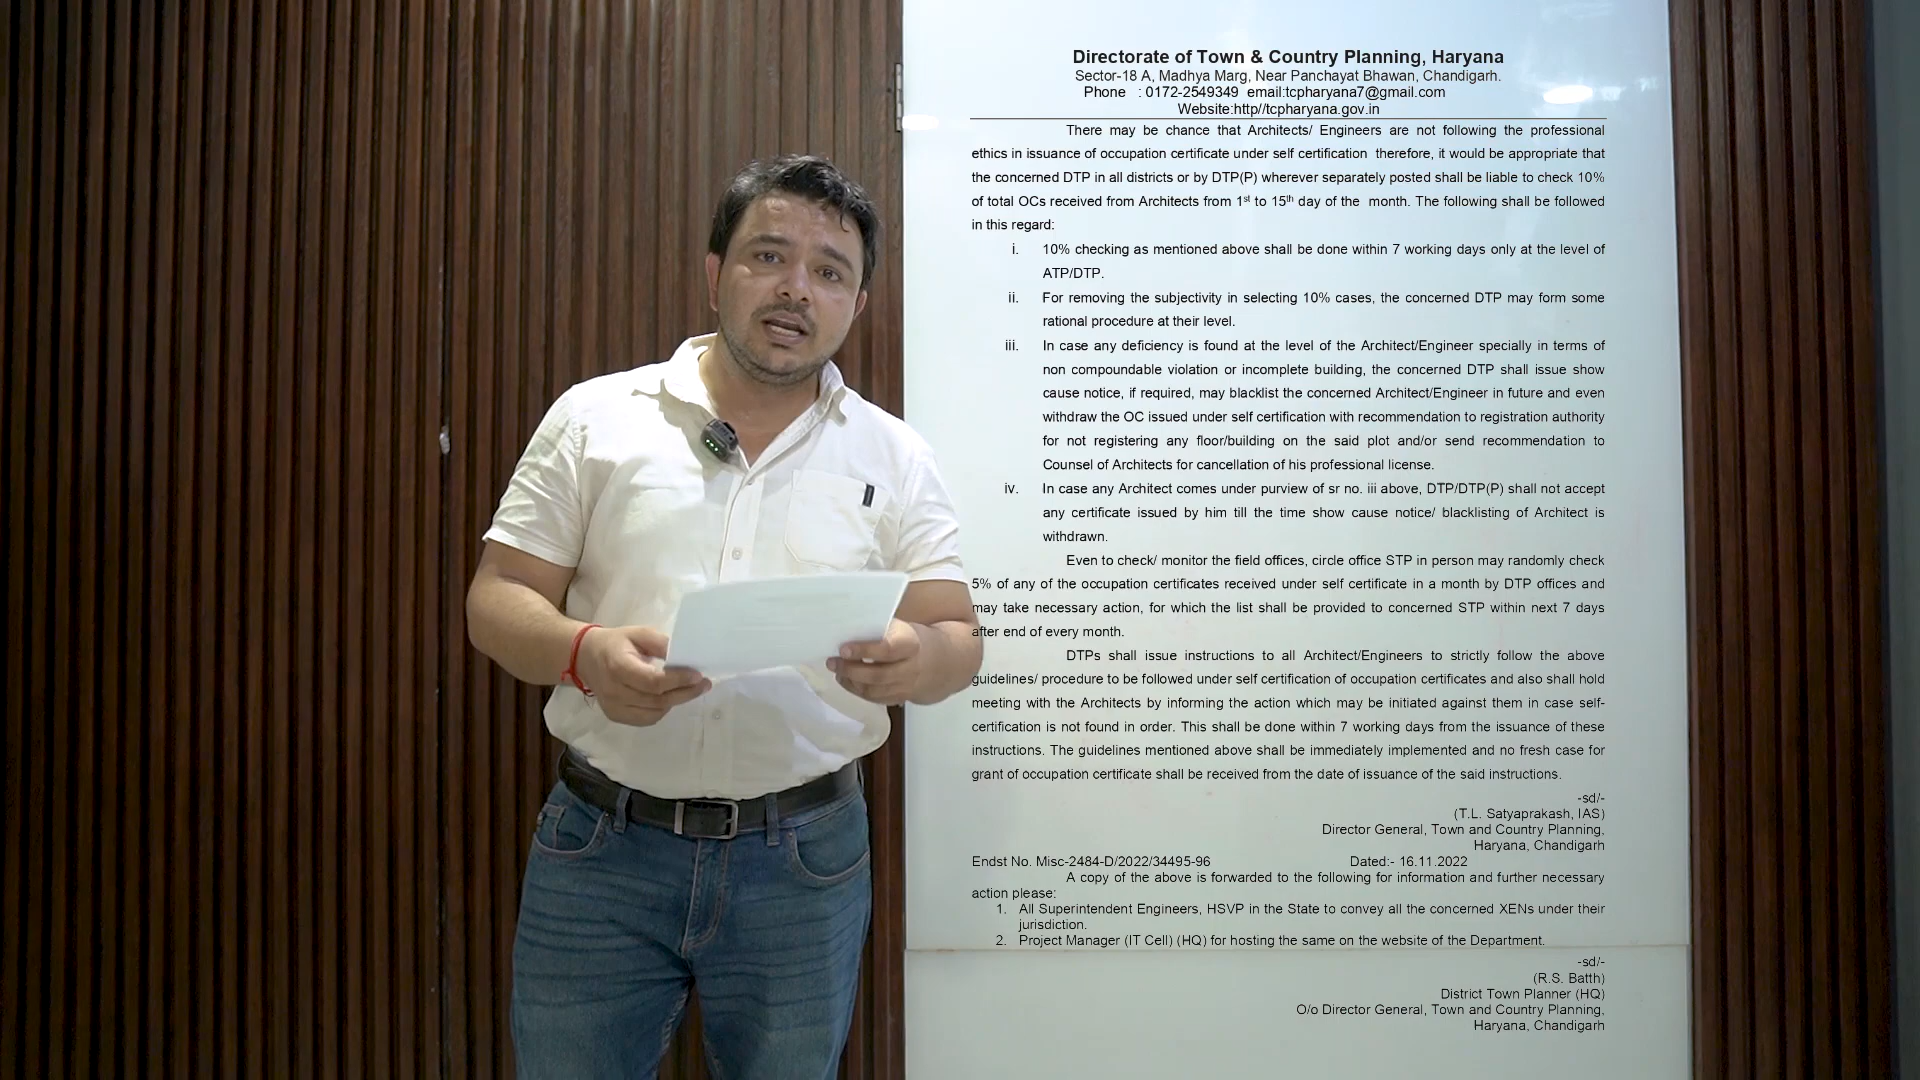 Directorate of Town & Country Planning, Haryana
Sector-18 A, Madhya Marg, Near Panchayat Bhawan, Chandigarh.
Phone : 0172-2549349 email:tcpharyana7@gmail.com
Website:http//tcpharyana.gov.in
There may be chance that Architects/ Engineers are not following the professional
ethics in issuance of occupation certificate under self certification therefore, it would be appropriate that
the concerned DTP in all districts or by DTP(P) wherever separately posted shall be liable to check 10%
of total OCs received from Architects from 1st to 15th day of the month. The following shall be followed
in this regard:
i. 10% checking as mentioned above shall be done within 7 working days only at the level of
ATP/DTP.
ii. For removing the subjectivity in selecting 10% cases, the concerned DTP may form some
rational procedure at their level.
iii. In case any deficiency is found at the level of the Architect/Engineer specially in terms of
non compoundable violation or incomplete building, the concerned DTP shall issue show
cause notice, if required, may blacklist the concerned Architect/Engineer in future and even
withdraw the OC issued under self certification with recommendation to registration authority
for not registering any floor/building on the said plot and/or send recommendation to
Counsel of Architects for cancellation of his professional license.
iv. In case any Architect comes under purview of sr no. iii above, DTP/DTP(P) shall not accept
any certificate issued by him till the time show cause notice/ blacklisting of Architect is
withdrawn.
Even to check/ monitor the field offices, circle office STP in person may randomly check
5% of any of the occupation certificates received under self certificate in a month by DTP offices and
may take necessary action, for which the list shall be provided to concerned STP within next 7 days
after end of every month.
DTPs shall issue instructions to all Architect/Engineers to strictly follow the above
guidelines/ procedure to be followed under self certification of occupation certificates and also shall hold
meeting with the Architects by informing the action which may be initiated against them in case self-
certification is not found in order. This shall be done within 7 working days from the issuance of these
instructions. The guidelines mentioned above shall be immediately implemented and no fresh case for
grant of occupation certificate shall be received from the date of issuance of the said instructions.
-sd/-
(T.L. Satyaprakash, IAS)
Director General, Town and Country Planning,
Haryana, Chandigarh
Endst No. Misc-2484-D/2022/34495-96 Dated:- 16.11.2022
A copy of the above is forwarded to the following for information and further necessary
action please:
1. All Superintendent Engineers, HSVP in the State to convey all the concerned XENs under their
jurisdiction.
2. Project Manager (IT Cell) (HQ) for hosting the same on the website of the Department.
-sd/-
(R.S. Batth)
District Town Planner (HQ)
O/o Director General, Town and Country Planning,
Haryana, Chandigarh